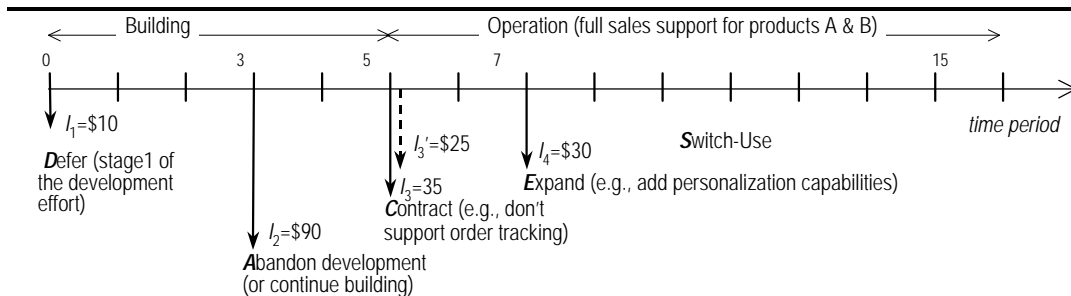 Building
Operation (full sales support for products A & B)
0 3 5 7 15
I1=$10
I3'=$25
I4=$30
Switch-Use
time period
Defer (stage1 of
the development
effort)
I3=35
Expand (e.g., add personalization capabilities)
Contract (e.g., don't
support order tracking)
I2=$90
Abandon development
(or continue building)